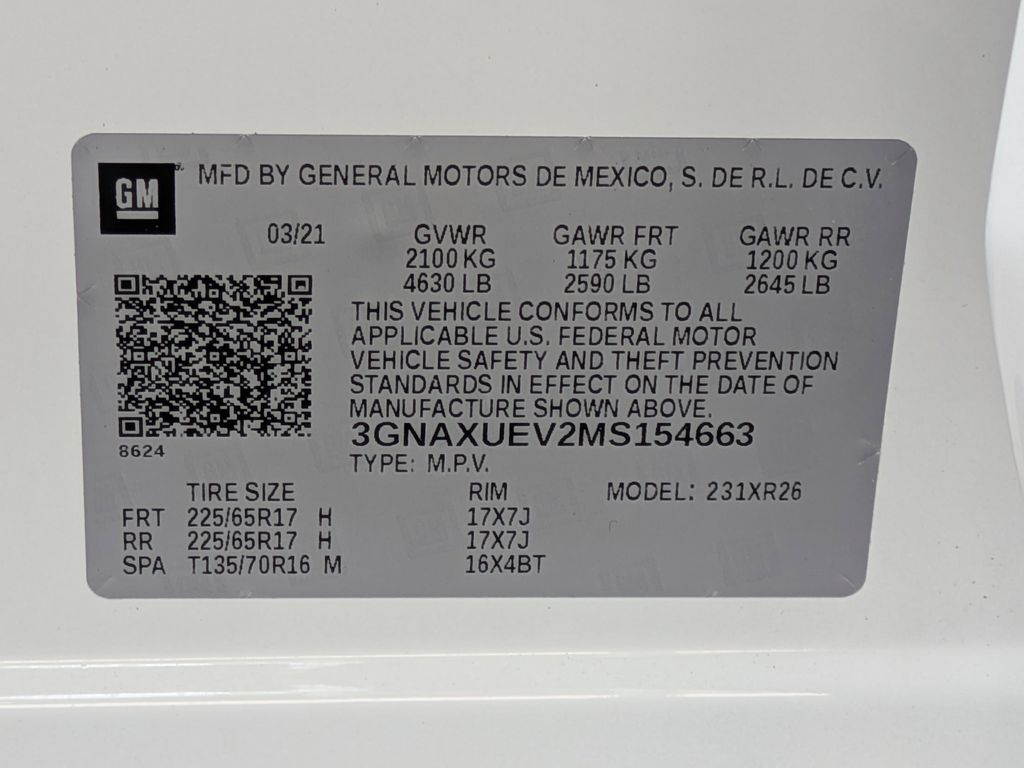 GM MFD BY GENERAL MOTORS DE MEXICO, S. DE R.L. DE C.V.
03/21 GVWR GAWR FRT GAWR RR
2100 KG 1175 KG 1200 KG
4630 LB 2590 LB 2645 LB
THIS VEHICLE CONFORMS TO ALL
APPLICABLE U.S. FEDERAL MOTOR
VEHICLE SAFETY AND THEFT PREVENTION
STANDARDS IN EFFECT ON THE DATE OF
MANUFACTURE SHOWN ABOVE.
3GNAXUEV2MS154663
8624
TYPE: M.P.V.
TIRE SIZE RIM MODEL: 231XR26
FRT 225/65R17 H 17X7J
RR 225/65R17 H 17X7J
SPA T135/70R16 M 16X4BT